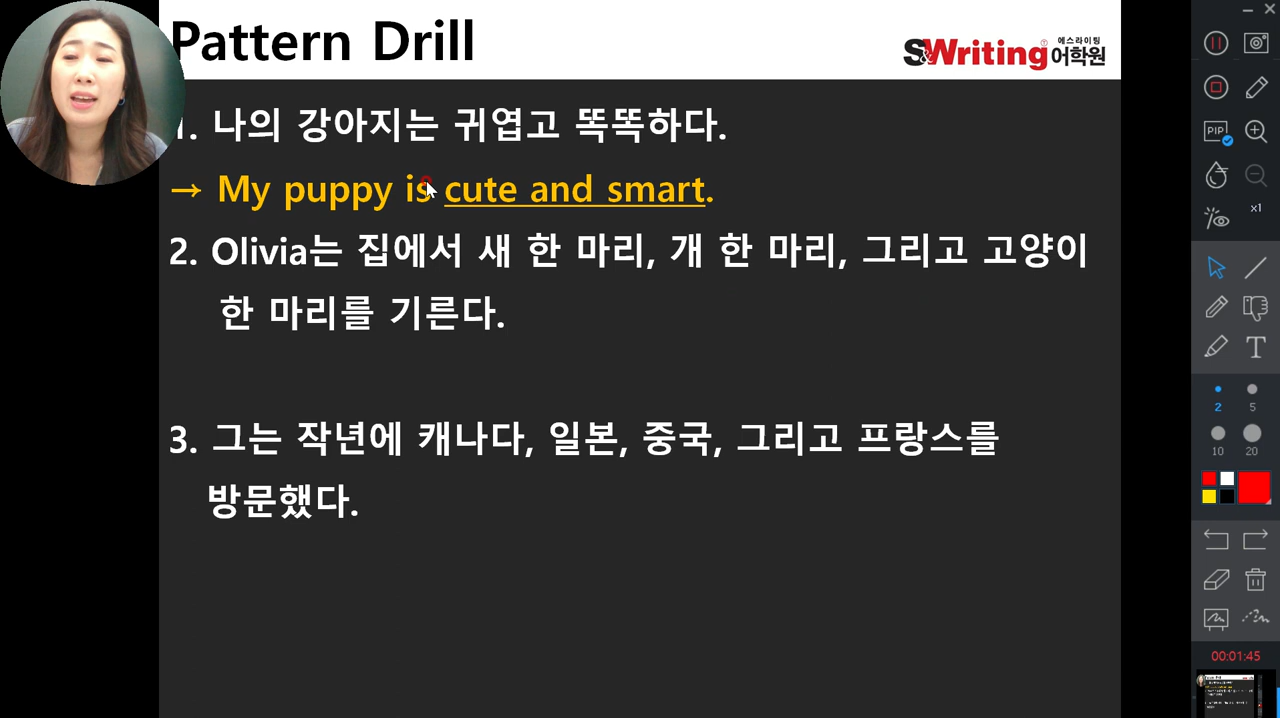 Pattern Drill
S&Writing 에스라이팅 어학원
1. 나의 강아지는 귀엽고 똑똑하다.
→ My puppy is cute and smart.
2. Olivia는 집에서 새 한 마리, 개 한 마리, 그리고 고양이
한 마리를 기른다.
3. 그는 작년에 캐나다, 일본, 중국, 그리고 프랑스를
방문했다.
PIP
x1
T
2 5
10 20
00:01:45